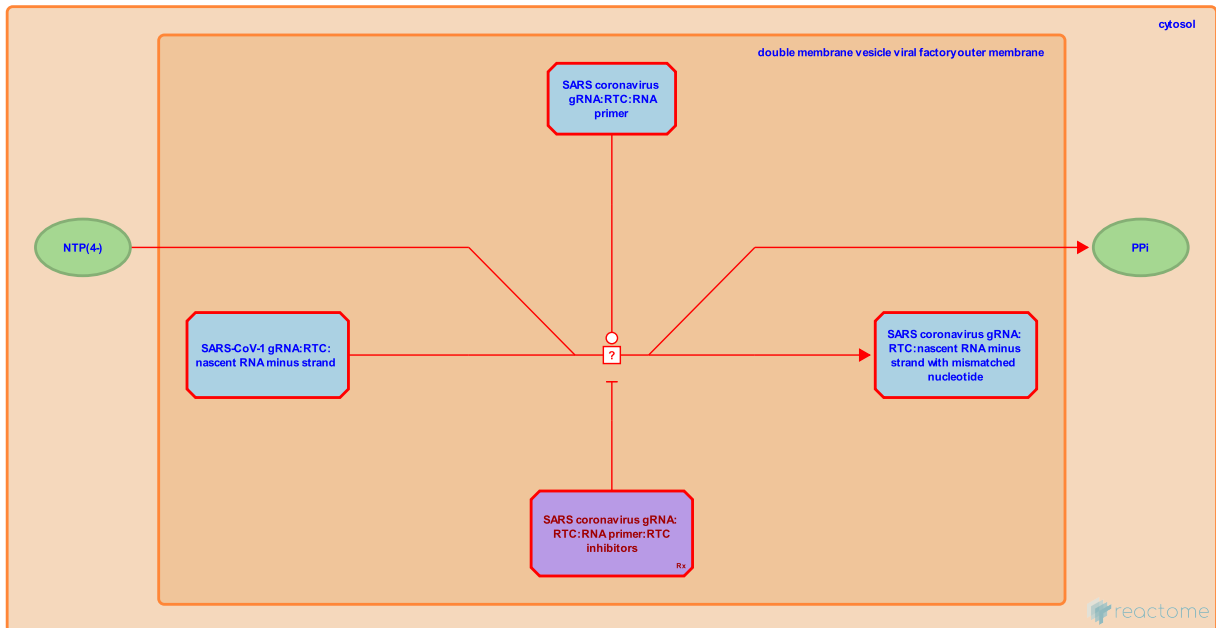 cytosol
double membrane vesicle viral factory outer membrane
SARS coronavirus
gRNA:RTC:RNA
primer
NTP(4-)
PPi
SARS-CoV-1 gRNA:RTC:
nascent RNA minus strand
?
SARS coronavirus gRNA:
RTC:nascent RNA minus
strand with mismatched
nucleotide
SARS coronavirus gRNA:
RTC:RNA primer:RTC
inhibitors
Rx
reactome